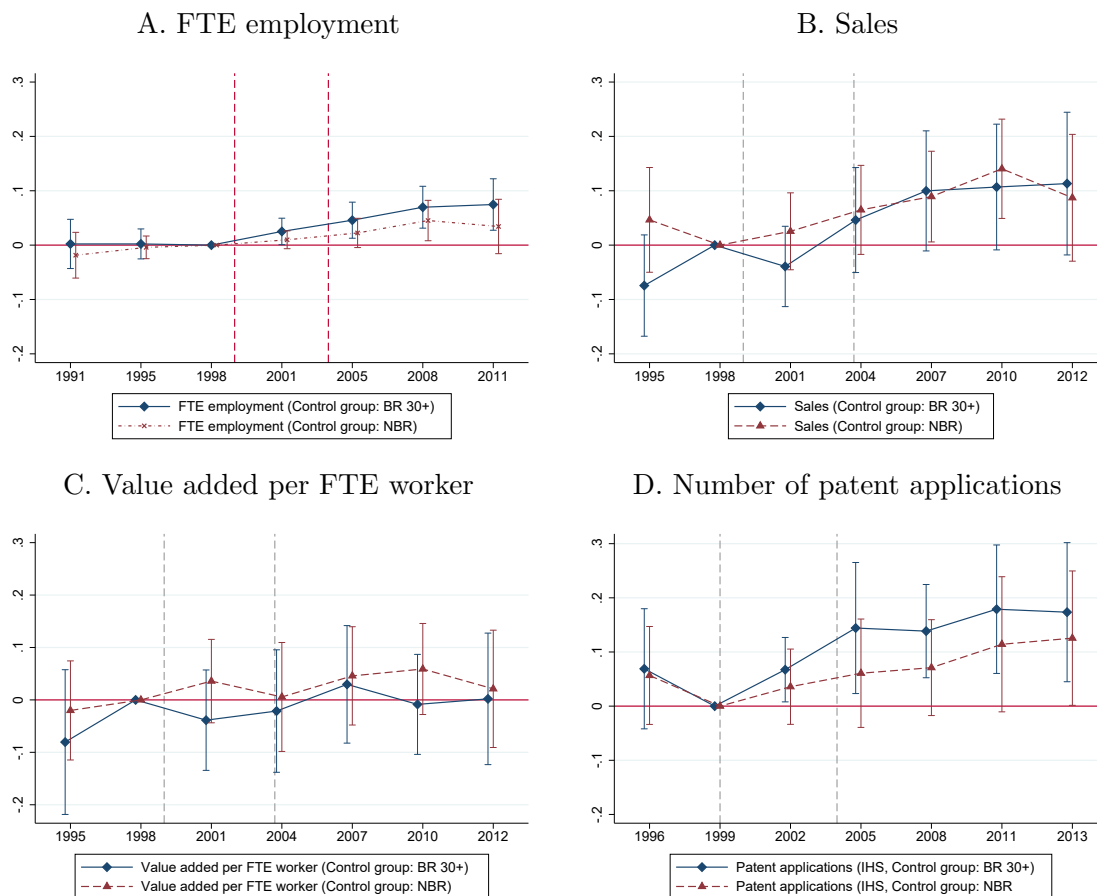 A. FTE employment
.3
.2
.1
0
-.1
-.2
1991 1995 1998 2001 2005 2008 2011
FTE employment (Control group: BR 30+)
FTE employment (Control group: NBR)
B. Sales
.3
.2
.1
0
-.1
-.2
1995 1998 2001 2004 2007 2010 2012
Sales (Control group: BR 30+)
Sales (Control group: NBR)
C. Value added per FTE worker
.3
.2
.1
0
-.1
-.2
1995 1998 2001 2004 2007 2010 2012
Value added per FTE worker (Control group: BR 30+)
Value added per FTE worker (Control group: NBR)
D. Number of patent applications
.3
.2
.1
0
-.1
-.2
1996 1999 2002 2005 2008 2011 2013
Patent applications (IHS, Control group: BR 30+)
Patent applications (IHS, Control group: NBR